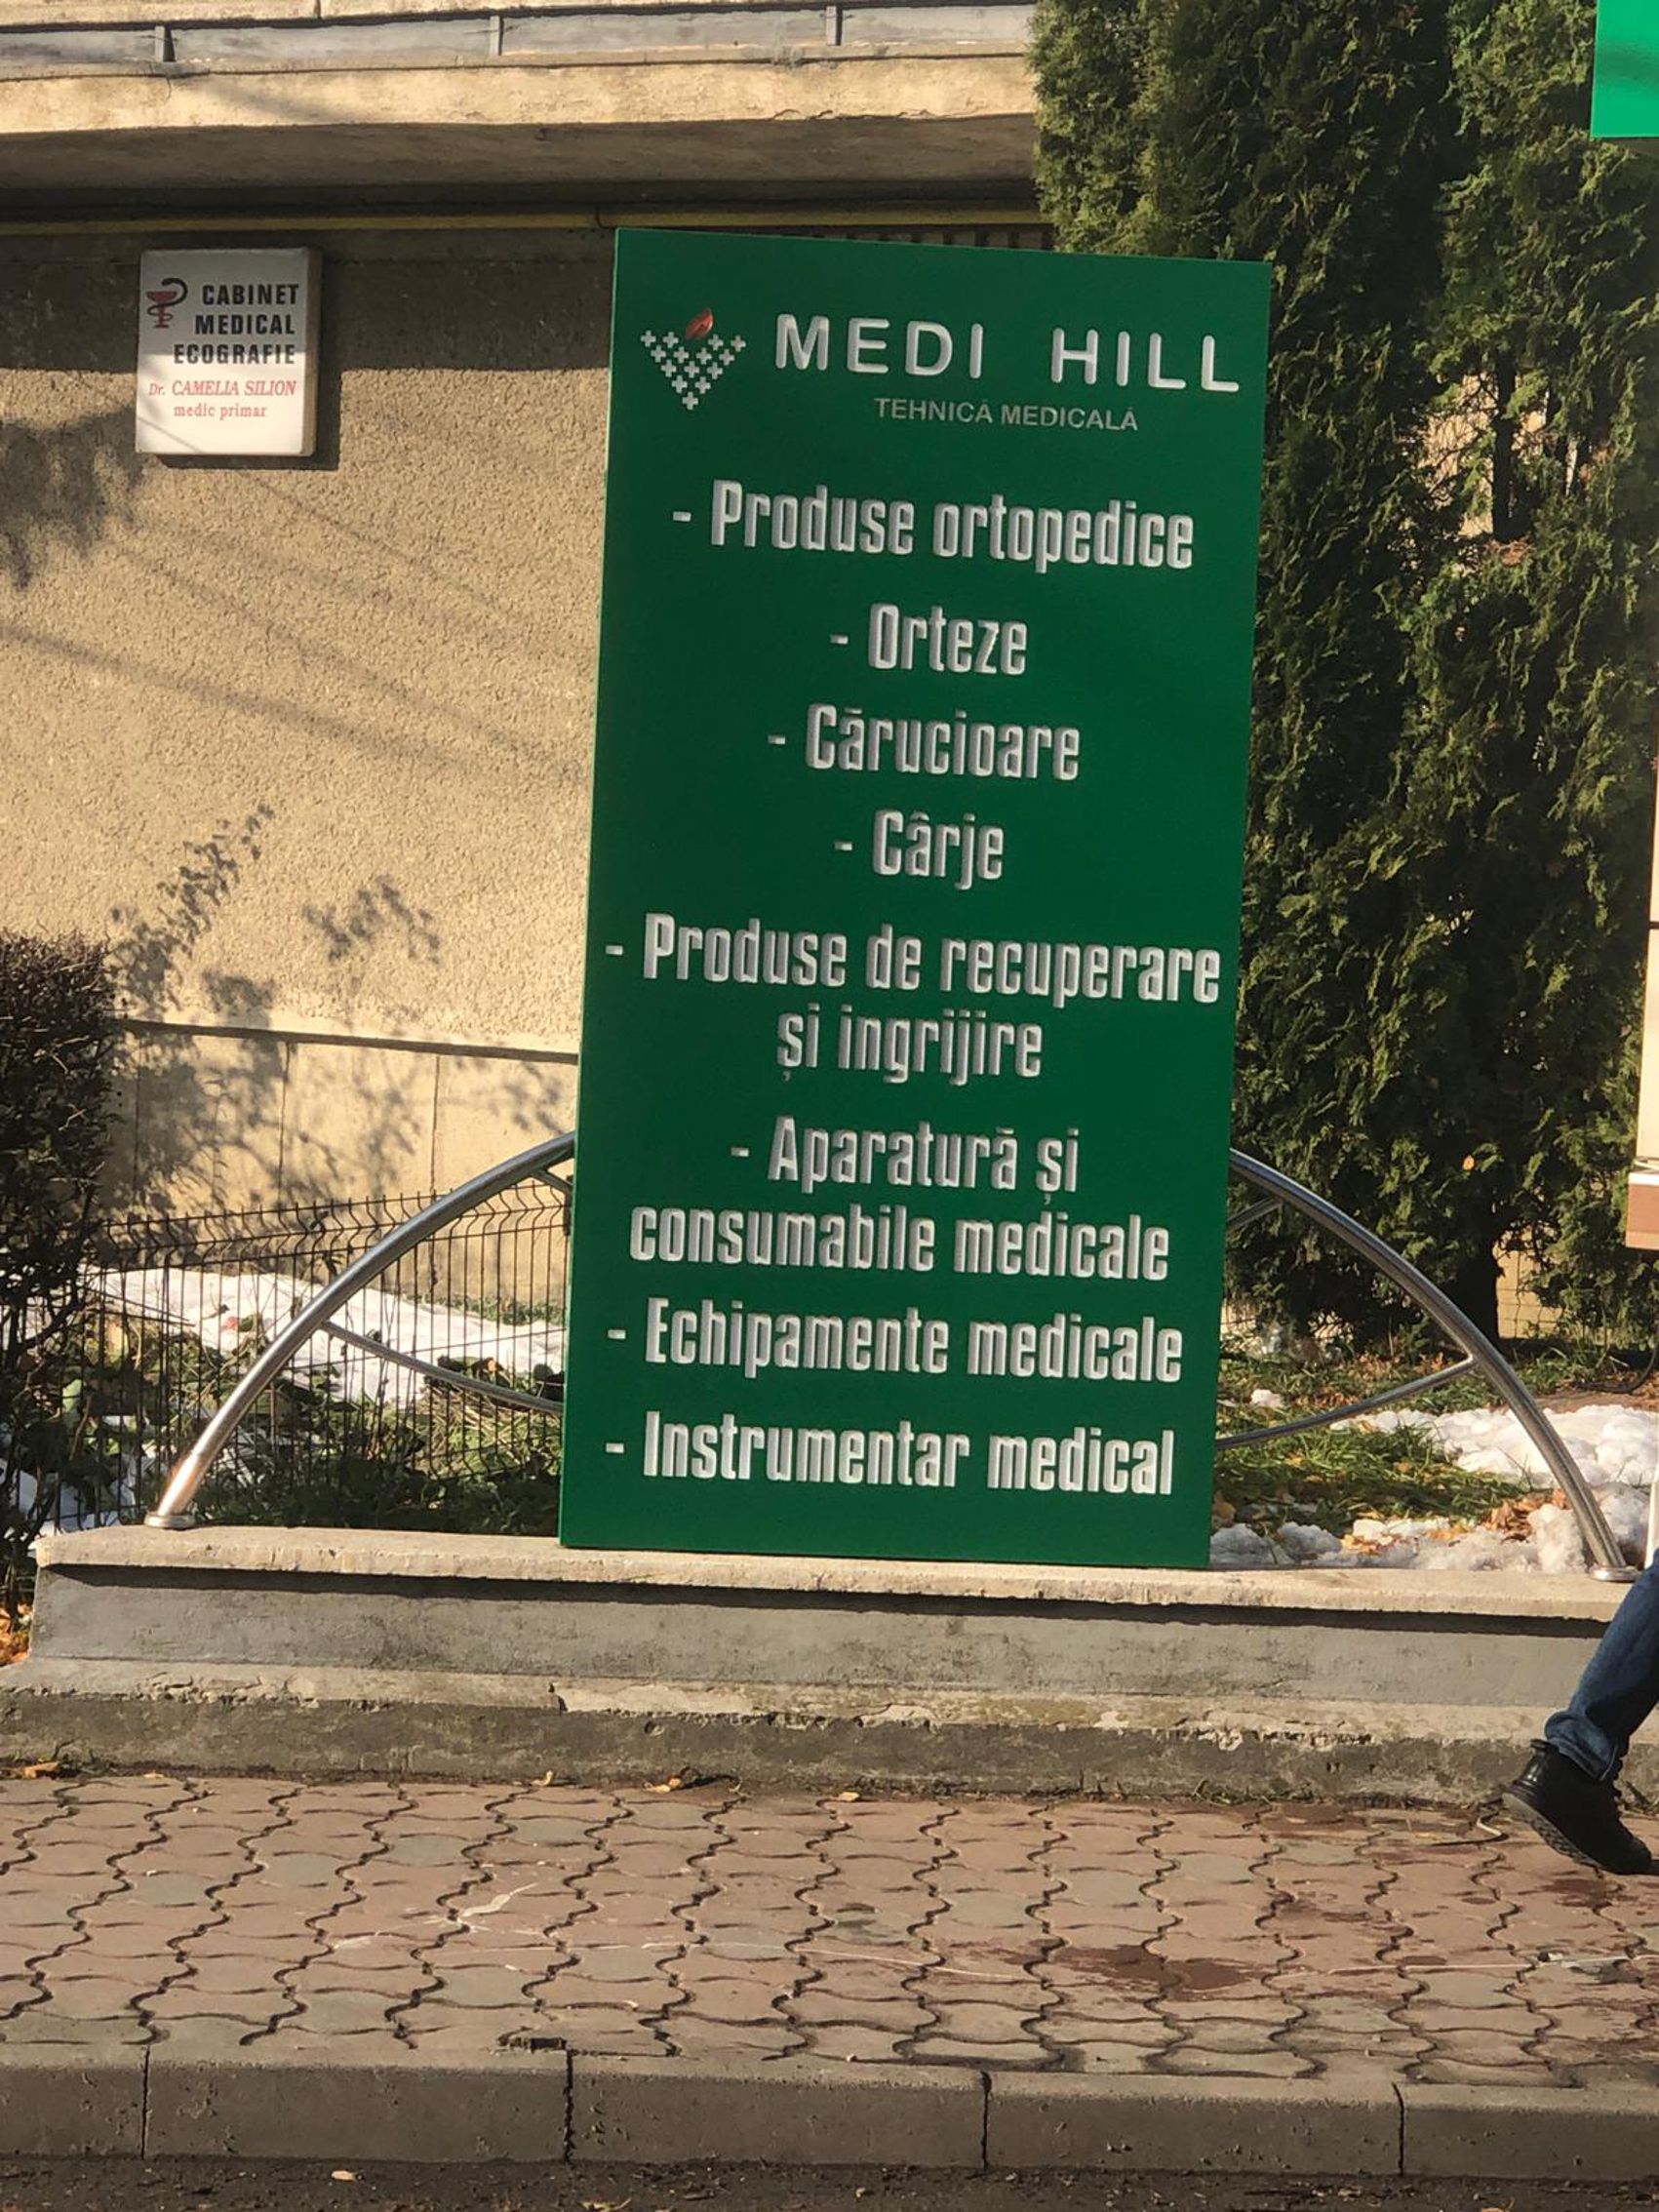 CABINET
MEDICAL
ECOGRAFIE
Dr. CAMELIA SILION
medic primar
MEDI HILL
TEHNICĂ MEDICALĂ
- Produse ortopedice
- Orteze
- Cărucioare
- Cârje
- Produse de recuperare
și ingrijire
- Aparatură și
consumabile medicale
- Echipamente medicale
- Instrumentar medical